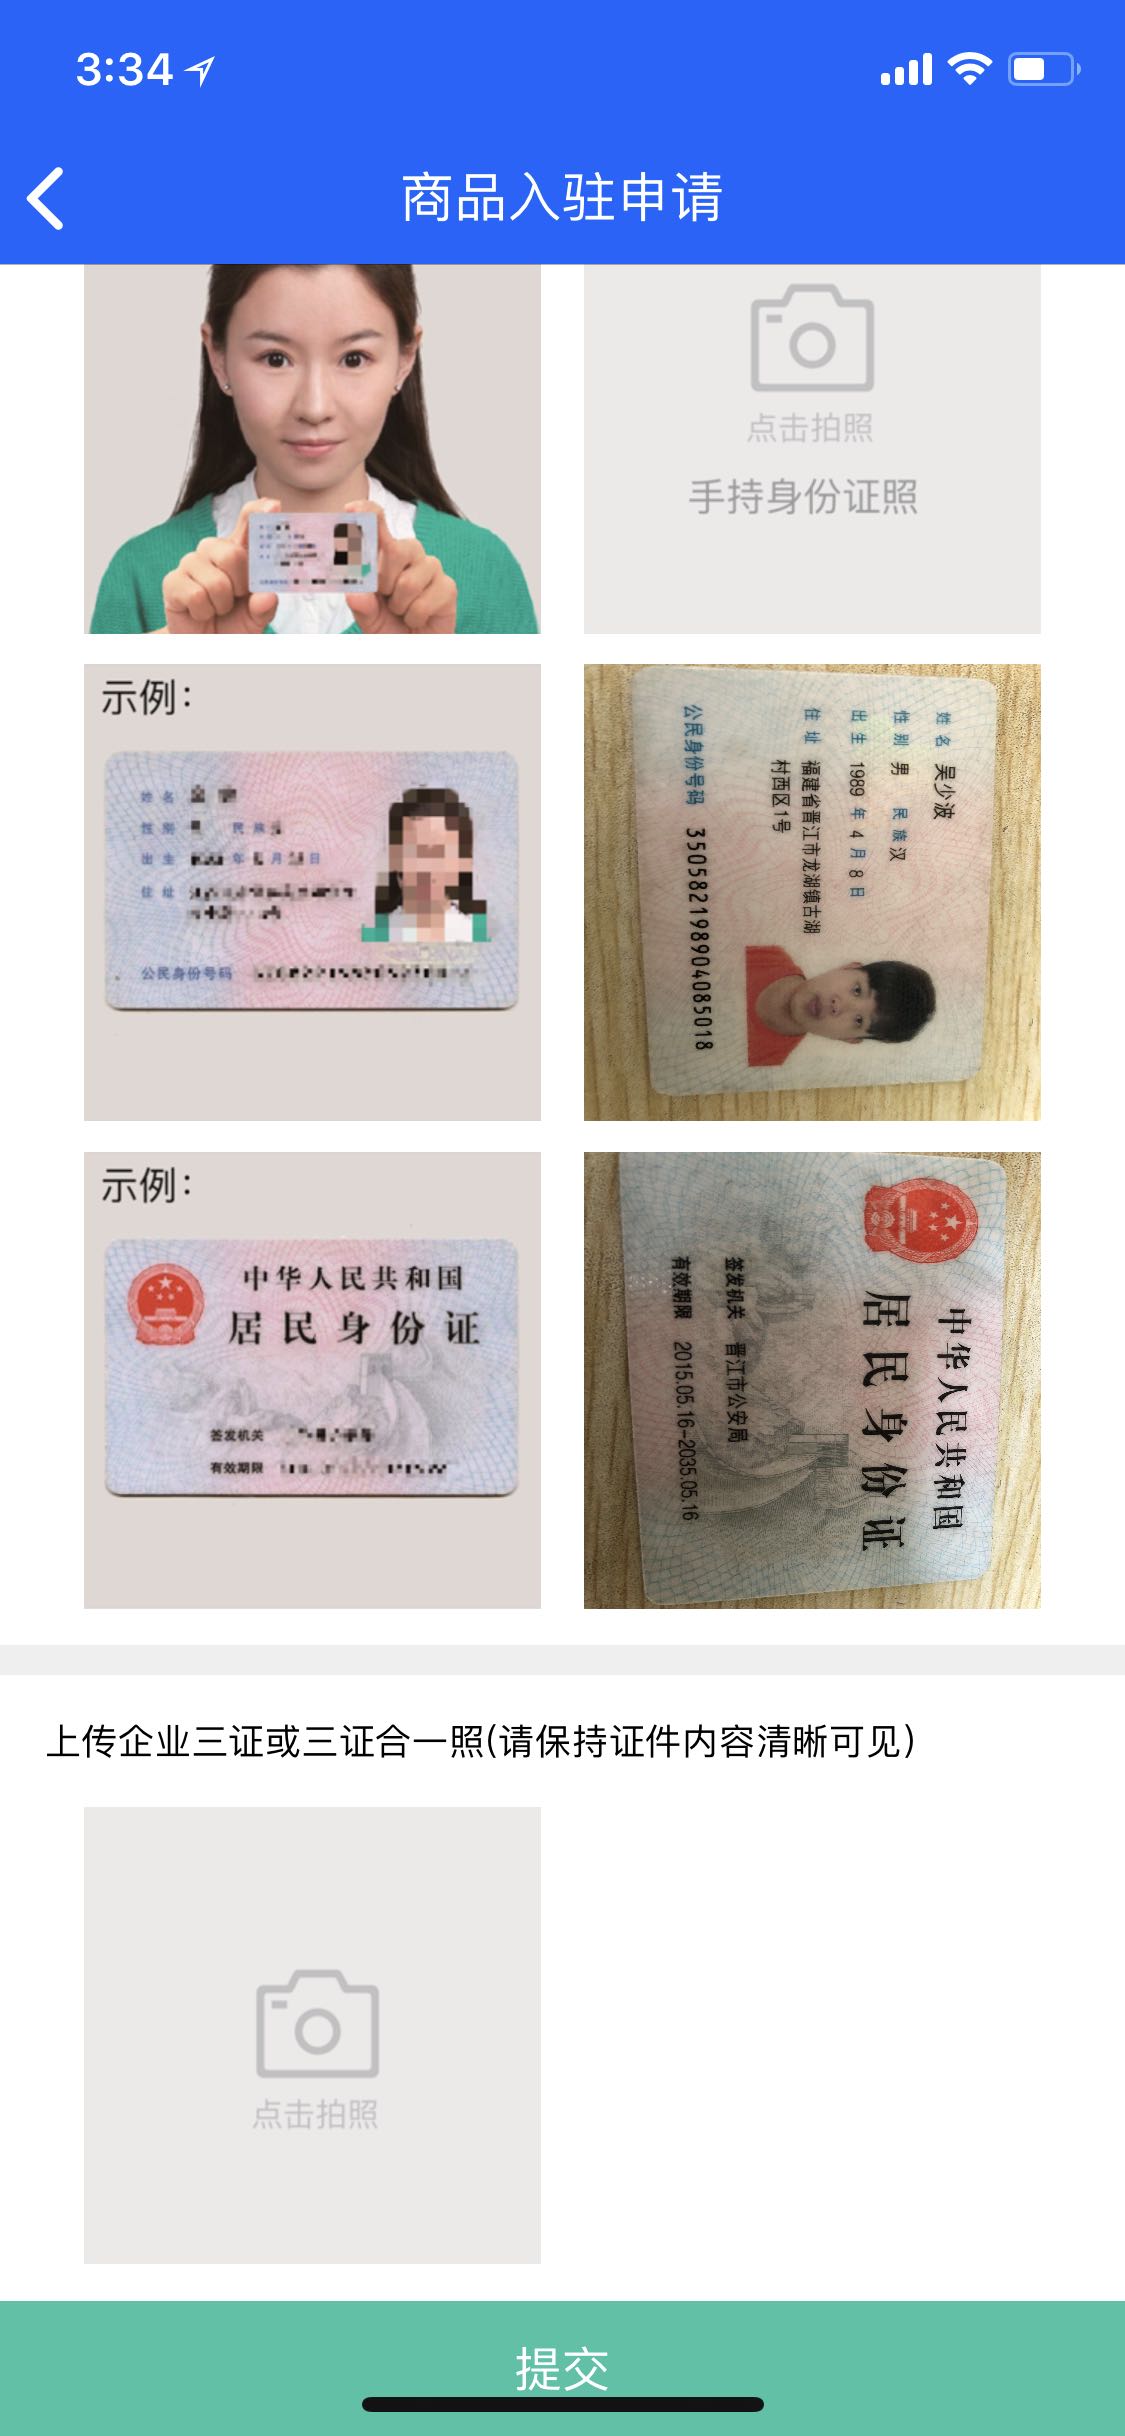 3:34
商品入驻申请
点击拍照
手持身份证照
示例：
姓名
性别 民族
出生 年 月 日
住址
公民身份号码
姓名 吴少波
性别 男 民族 汉
出生 1989 年 4 月 8 日
住址 福建省晋江市龙湖镇古湖
村西区1号
公民身份号码 350582198904085018
示例：
中华人民共和国
居民身份证
签发机关
有效期限
中华人民共和国
居民身份证
签发机关 晋江市公安局
有效期限 2015.05.16-2035.05.16
上传企业三证或三证合一照(请保持证件内容清晰可见)
点击拍照
提交